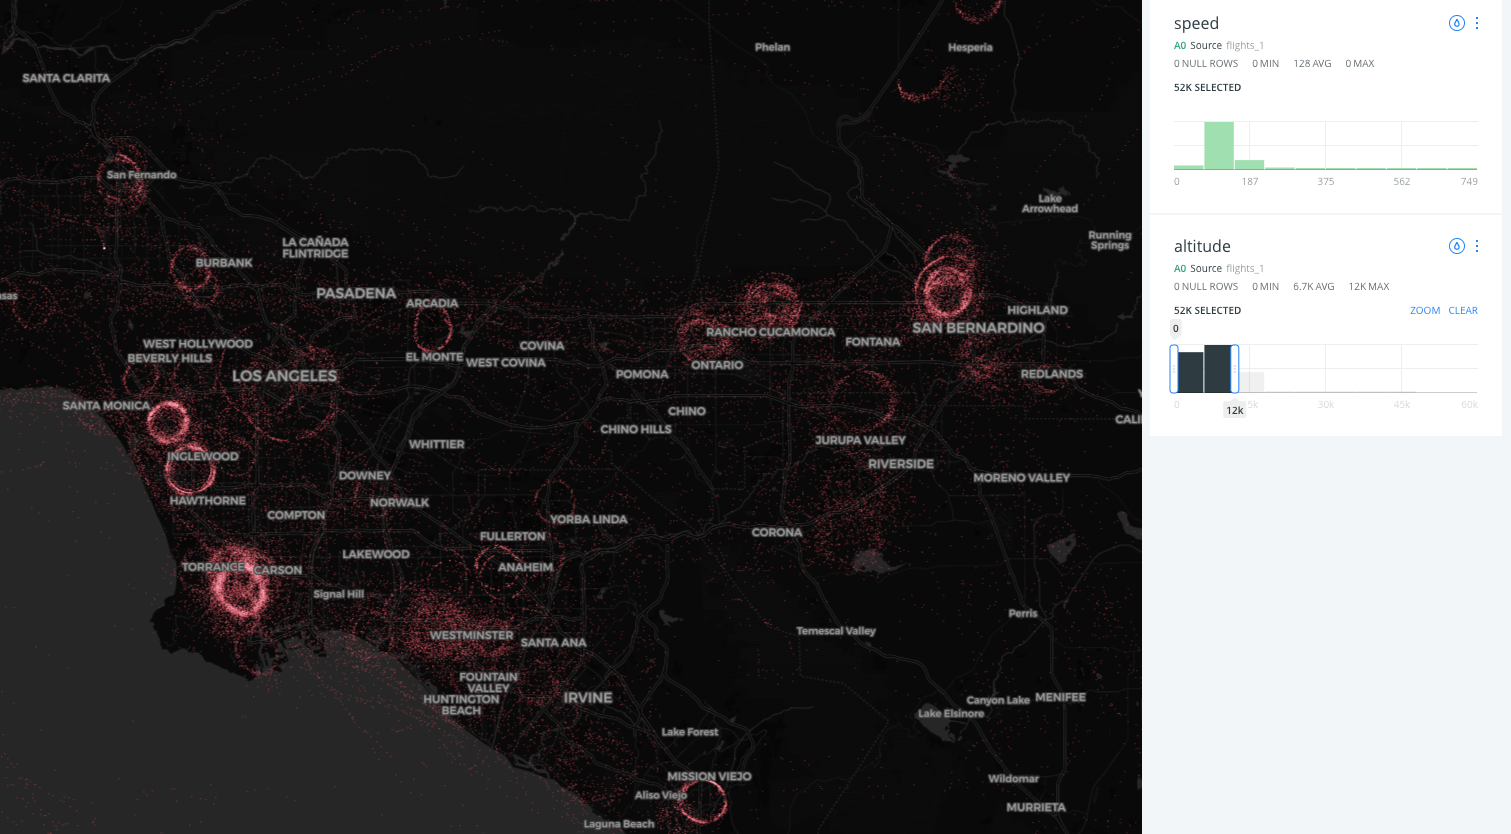 Phelan
Hesperia
SANTA CLARITA
San Fernando
Lake
Arrowhead
Running
Springs
LA CAÑADA
FLINTRIDGE
BURBANK
PASADENA
ARCADIA
HIGHLAND
SAN BERNARDINO
RANCHO CUCAMONGA
FONTANA
WEST HOLLYWOOD
BEVERLY HILLS
COVINA
EL MONTE
WEST COVINA
ONTARIO
LOS ANGELES
POMONA
REDLANDS
SANTA MONICA
CHINO
CHINO HILLS
WHITTIER
JURUPA VALLEY
INGLEWOOD
RIVERSIDE
DOWNEY
MORENO VALLEY
HAWTHORNE
NORWALK
COMPTON
YORBA LINDA
FULLERTON
CORONA
LAKEWOOD
TORRANCE
CARSON
ANAHEIM
Signal Hill
Perris
WESTMINSTER
SANTA ANA
Temescal Valley
FOUNTAIN
VALLEY
HUNTINGTON
BEACH
IRVINE
Canyon Lake
MENIFEE
Lake Elsinore
Lake Forest
MISSION VIEJO
Wildomar
Aliso Viejo
MURRIETA
Laguna Beach
speed
A0 Source flights_1
0 NULL ROWS 0 MIN 128 AVG 0 MAX
52K SELECTED
0 187 375 562 749
altitude
A0 Source flights_1
0 NULL ROWS 0 MIN 6.7K AVG 12K MAX
52K SELECTED ZOOM CLEAR
0
0 5k 30k 45k 60k
12k